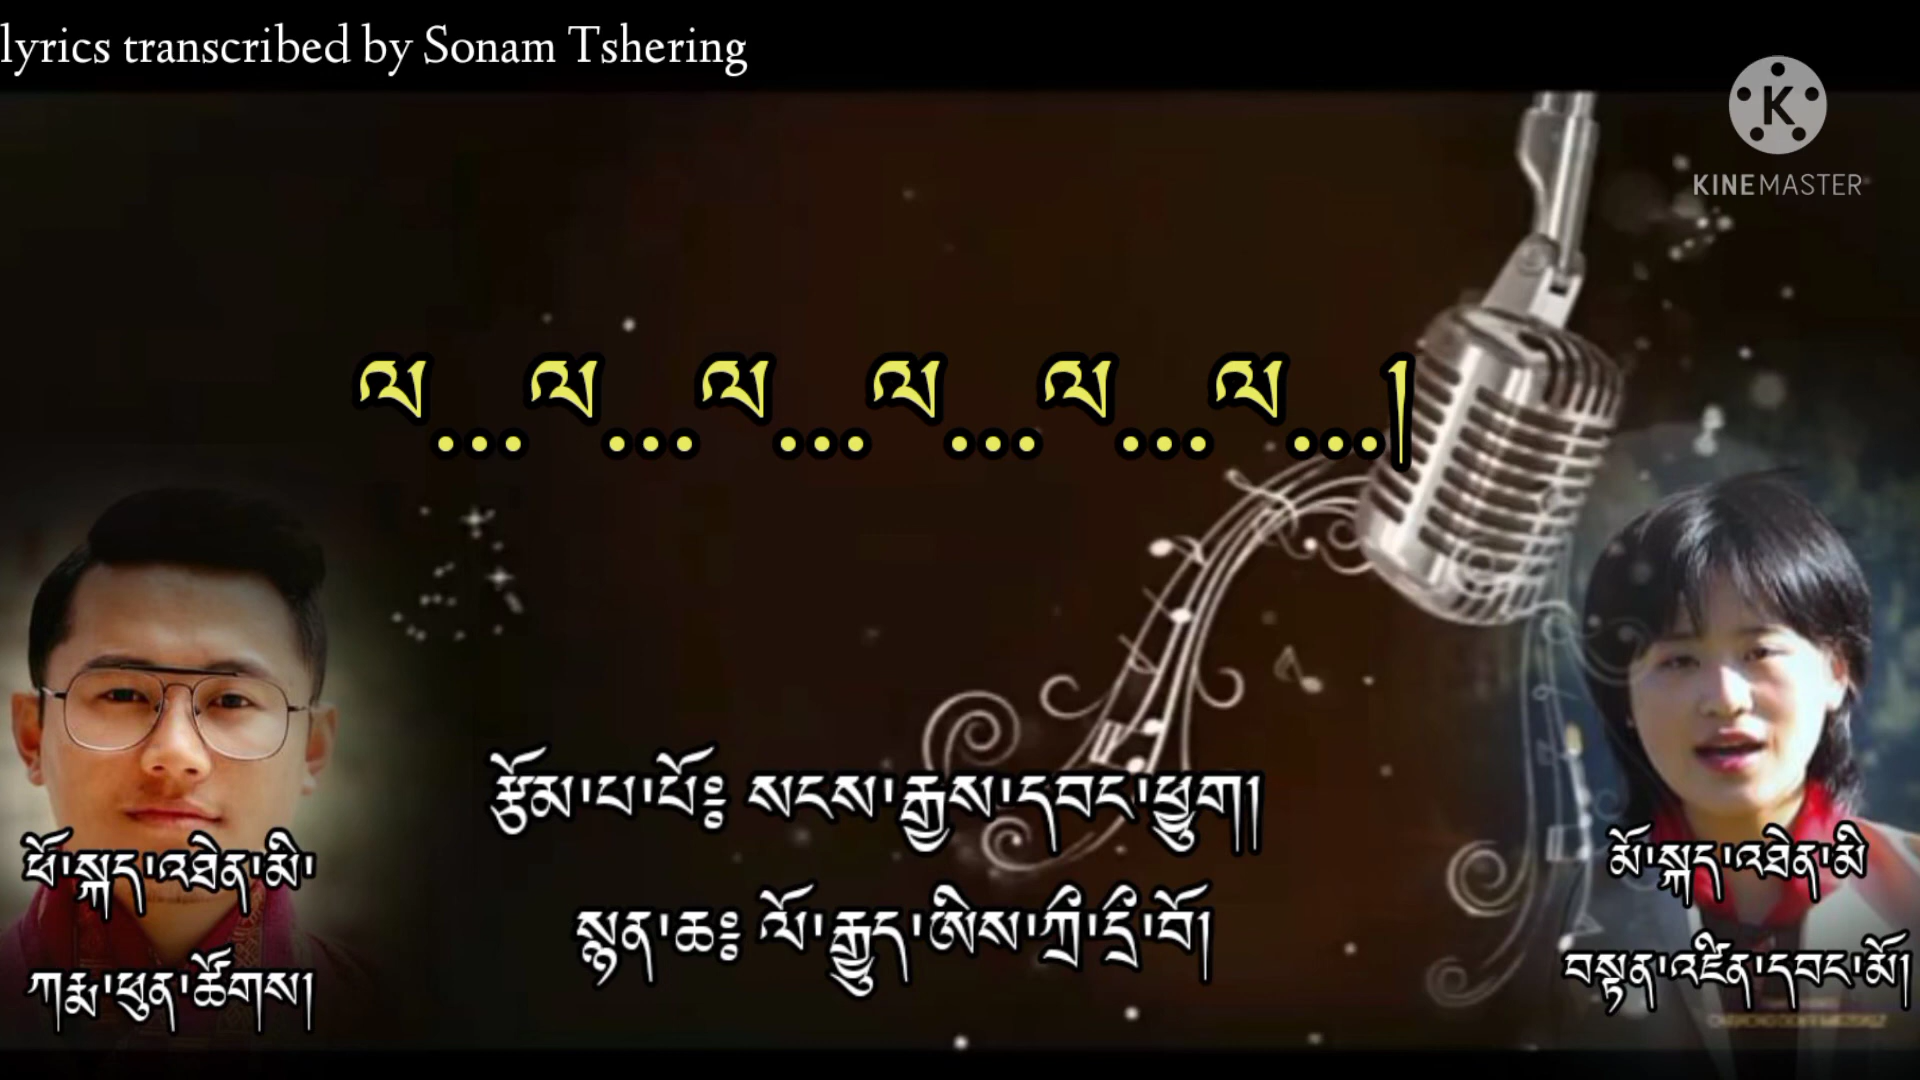 lyrics transcribed by Sonam Tshering
KINEMASTER
ལ...ལ...ལ...ལ...ལ...ལ...།
རྩོམ་པ་པོ༔ སངས་རྒྱས་དབང་ཕྱུག།
སྙན་ཆ༔ ལོ་རྒྱུད་ཨིས་ཀྲི་དྲི་བོ།
ཕོ་སྐད་འཐེན་མི་
ཀརྨ་ཕུན་ཚོགས།
མོ་སྐད་འཐེན་མི
བསྟན་འཛིན་དབང་མོ།